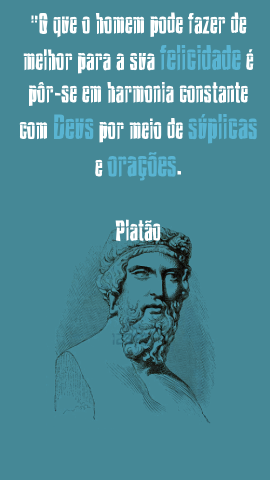 "O que o homem pode fazer de
melhor para a sua felicidade é
pôr-se em harmonia constante
com Deus por meio de súplicas
e orações.
Platão